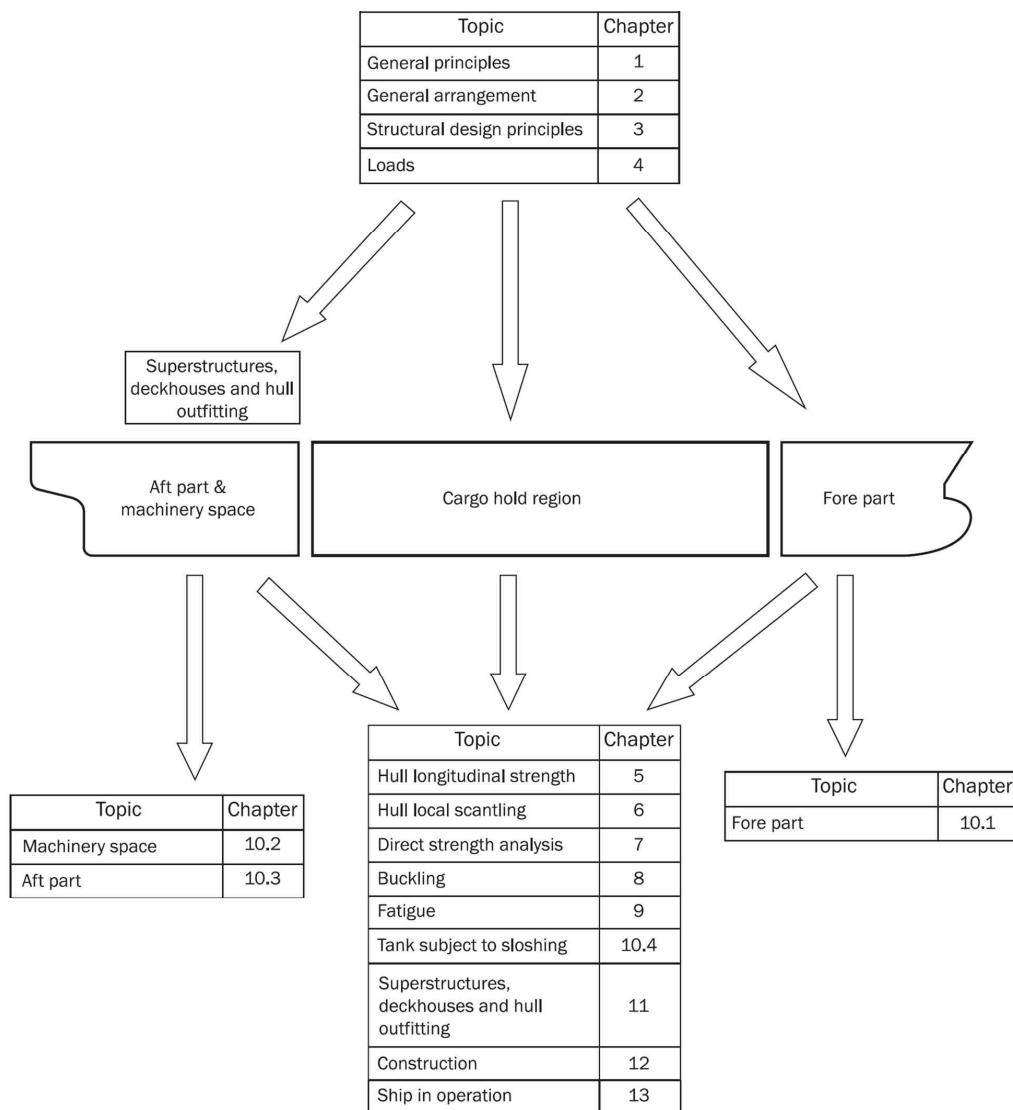 Topic Chapter
General principles 1
General arrangement 2
Structural design principles 3
Loads 4
Superstructures,
deckhouses and hull
outfitting
Aft part &
machinery space
Cargo hold region
Fore part
Topic Chapter
Machinery space 10.2
Aft part 10.3
Topic Chapter
Hull longitudinal strength 5
Hull local scantling 6
Direct strength analysis 7
Buckling 8
Fatigue 9
Tank subject to sloshing 10.4
Superstructures,
deckhouses and hull 11
outfitting
Construction 12
Ship in operation 13
Topic Chapter
Fore part 10.1